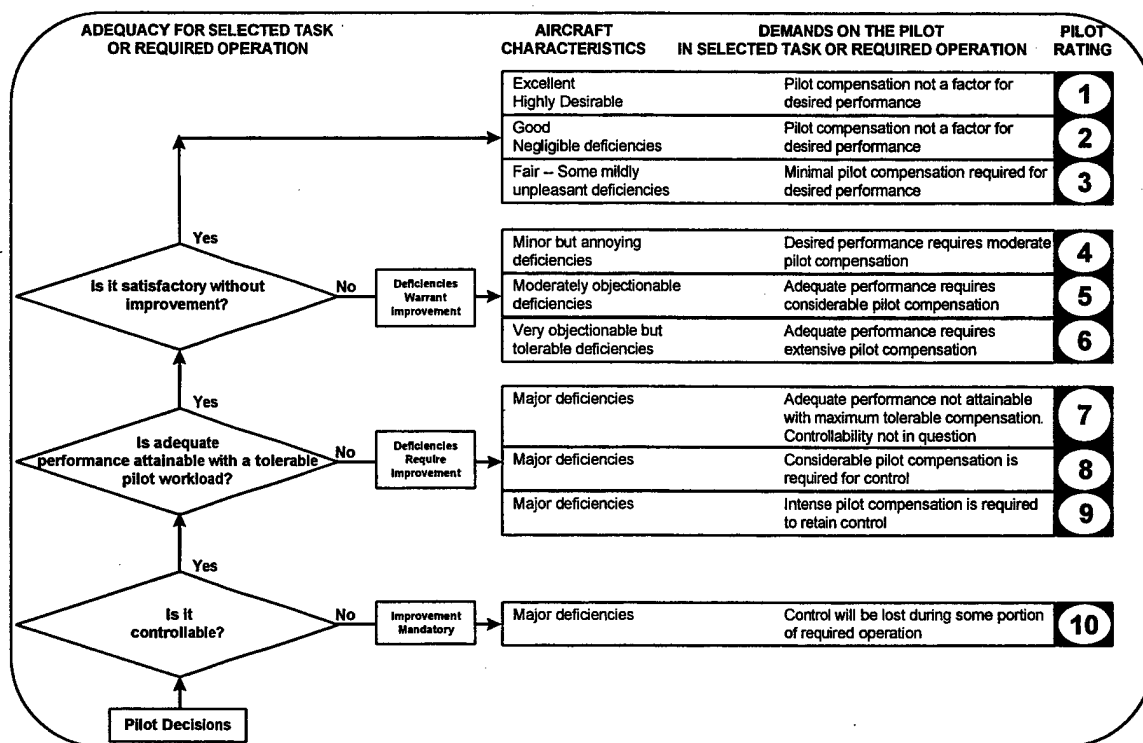 ADEQUACY FOR SELECTED TASK
OR REQUIRED OPERATION
AIRCRAFT
CHARACTERISTICS
DEMANDS ON THE PILOT
IN SELECTED TASK OR REQUIRED OPERATION
PILOT
RATING
Excellent
Highly Desirable
Pilot compensation not a factor for
desired performance
1
Good
Negligible deficiencies
Pilot compensation not a factor for
desired performance
2
Fair -- Some mildly
unpleasant deficiencies
Minimal pilot compensation required for
desired performance
3
Yes
Is it satisfactory without
improvement?
No
Deficiencies
Warrant
Improvement
Minor but annoying
deficiencies
Desired performance requires moderate
pilot compensation
4
Moderately objectionable
deficiencies
Adequate performance requires
considerable pilot compensation
5
Very objectionable but
tolerable deficiencies
Adequate performance requires
extensive pilot compensation
6
Yes
Is adequate
performance attainable with a tolerable
pilot workload?
No
Deficiencies
Require
Improvement
Major deficiencies
Adequate performance not attainable
with maximum tolerable compensation.
Controllability not in question
7
Major deficiencies
Considerable pilot compensation is
required for control
8
Major deficiencies
Intense pilot compensation is required
to retain control
9
Yes
Is it
controllable?
No
Improvement
Mandatory
Major deficiencies
Control will be lost during some portion
of required operation
10
Pilot Decisions